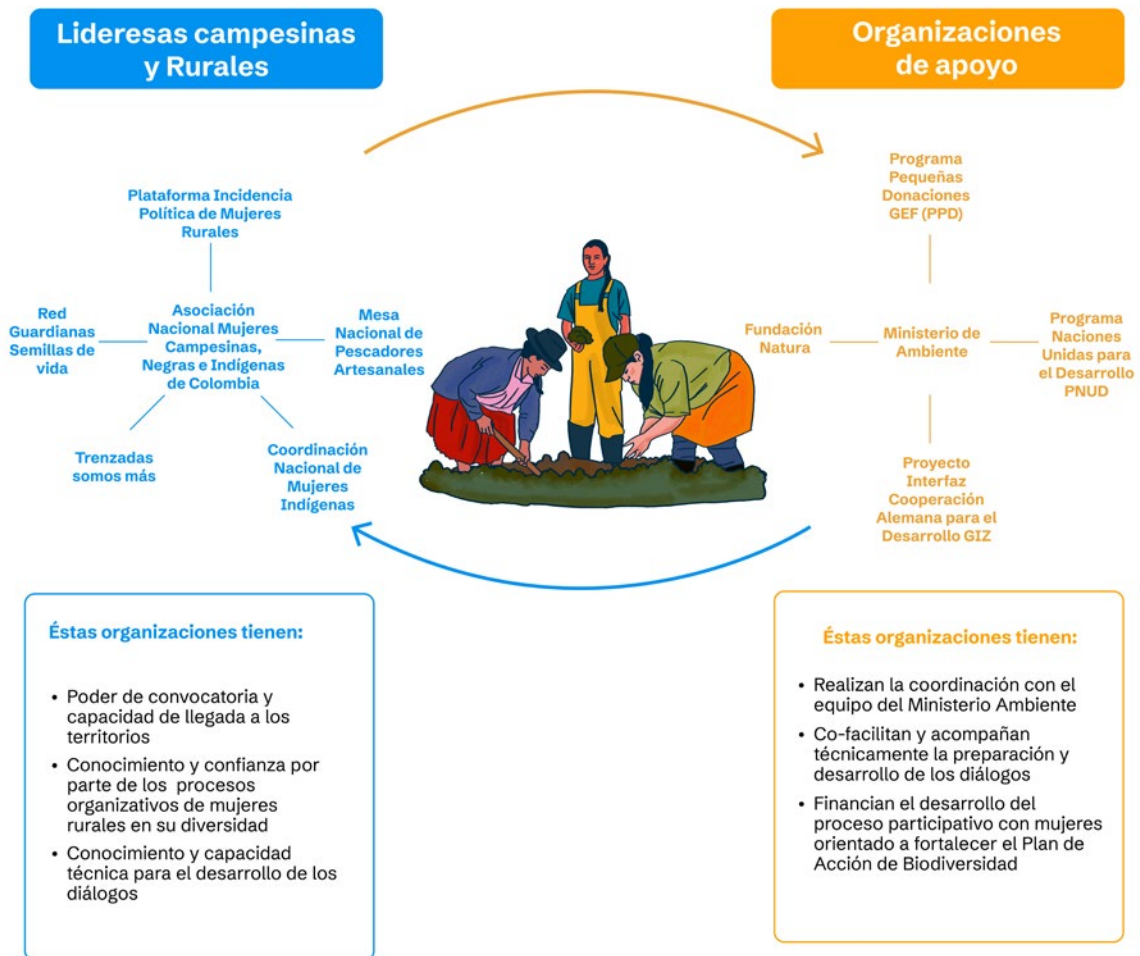 Lideresas campesinas
y Rurales
Organizaciones
de apoyo
Plataforma Incidencia
Política de Mujeres
Rurales
Red
Guardianas
Semillas de
vida
Asociación
Nacional Mujeres
Campesinas,
Negras e Indígenas
de Colombia
Mesa
Nacional de
Pescadores
Artesanales
Trenzadas
somos más
Coordinación
Nacional de
Mujeres
Indígenas
Programa
Pequeñas
Donaciones
GEF (PPD)
Fundación
Natura
Ministerio de
Ambiente
Programa
Naciones
Unidas para
el Desarrollo
PNUD
Proyecto
Interfaz
Cooperación
Alemana para el
Desarrollo GIZ
Éstas organizaciones tienen:
• Poder de convocatoria y
capacidad de llegada a los
territorios
• Conocimiento y confianza por
parte de los procesos
organizativos de mujeres
rurales en su diversidad
• Conocimiento y capacidad
técnica para el desarrollo de los
diálogos
Éstas organizaciones tienen:
• Realizan la coordinación con el
equipo del Ministerio Ambiente
• Co-facilitan y acompañan
técnicamente la preparación y
desarrollo de los diálogos
• Financian el desarrollo del
proceso participativo con mujeres
orientado a fortalecer el Plan de
Acción de Biodiversidad